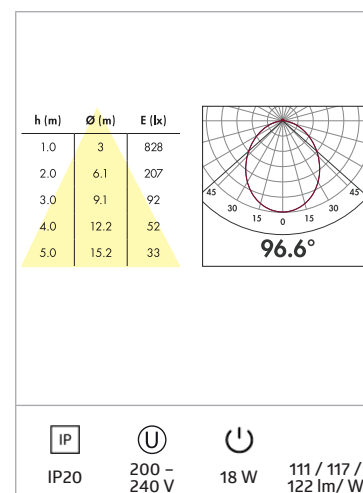 h (m) Ø (m) E (lx)
1.0 3 828
2.0 6.1 207
3.0 9.1 92
4.0 12.2 52
5.0 15.2 33
45 30 15 0 15 30 45
96.6°
IP U
IP20 200 – 240 V 18 W 111 / 117 / 122 lm/ W